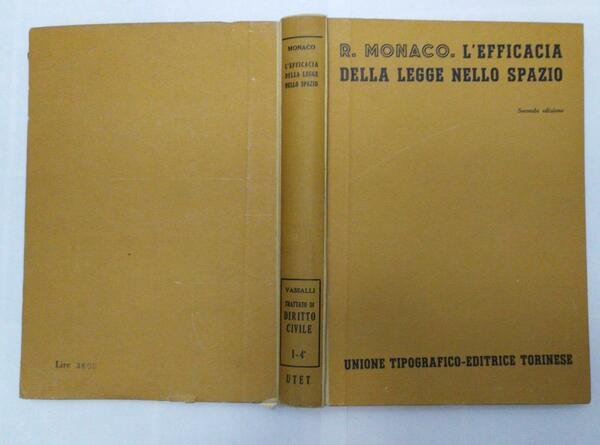 R. MONACO. L'EFFICACIA
DELLA LEGGE NELLO SPAZIO
Seconda edizione
UNIONE TIPOGRAFICO-EDITRICE TORINESE
MONACO
L'EFFICACIA
DELLA LEGGE
NELLO SPAZIO
VASSALLI
TRATTATO DI
DIRITTO
CIVILE
I-4°
UTET
Lire